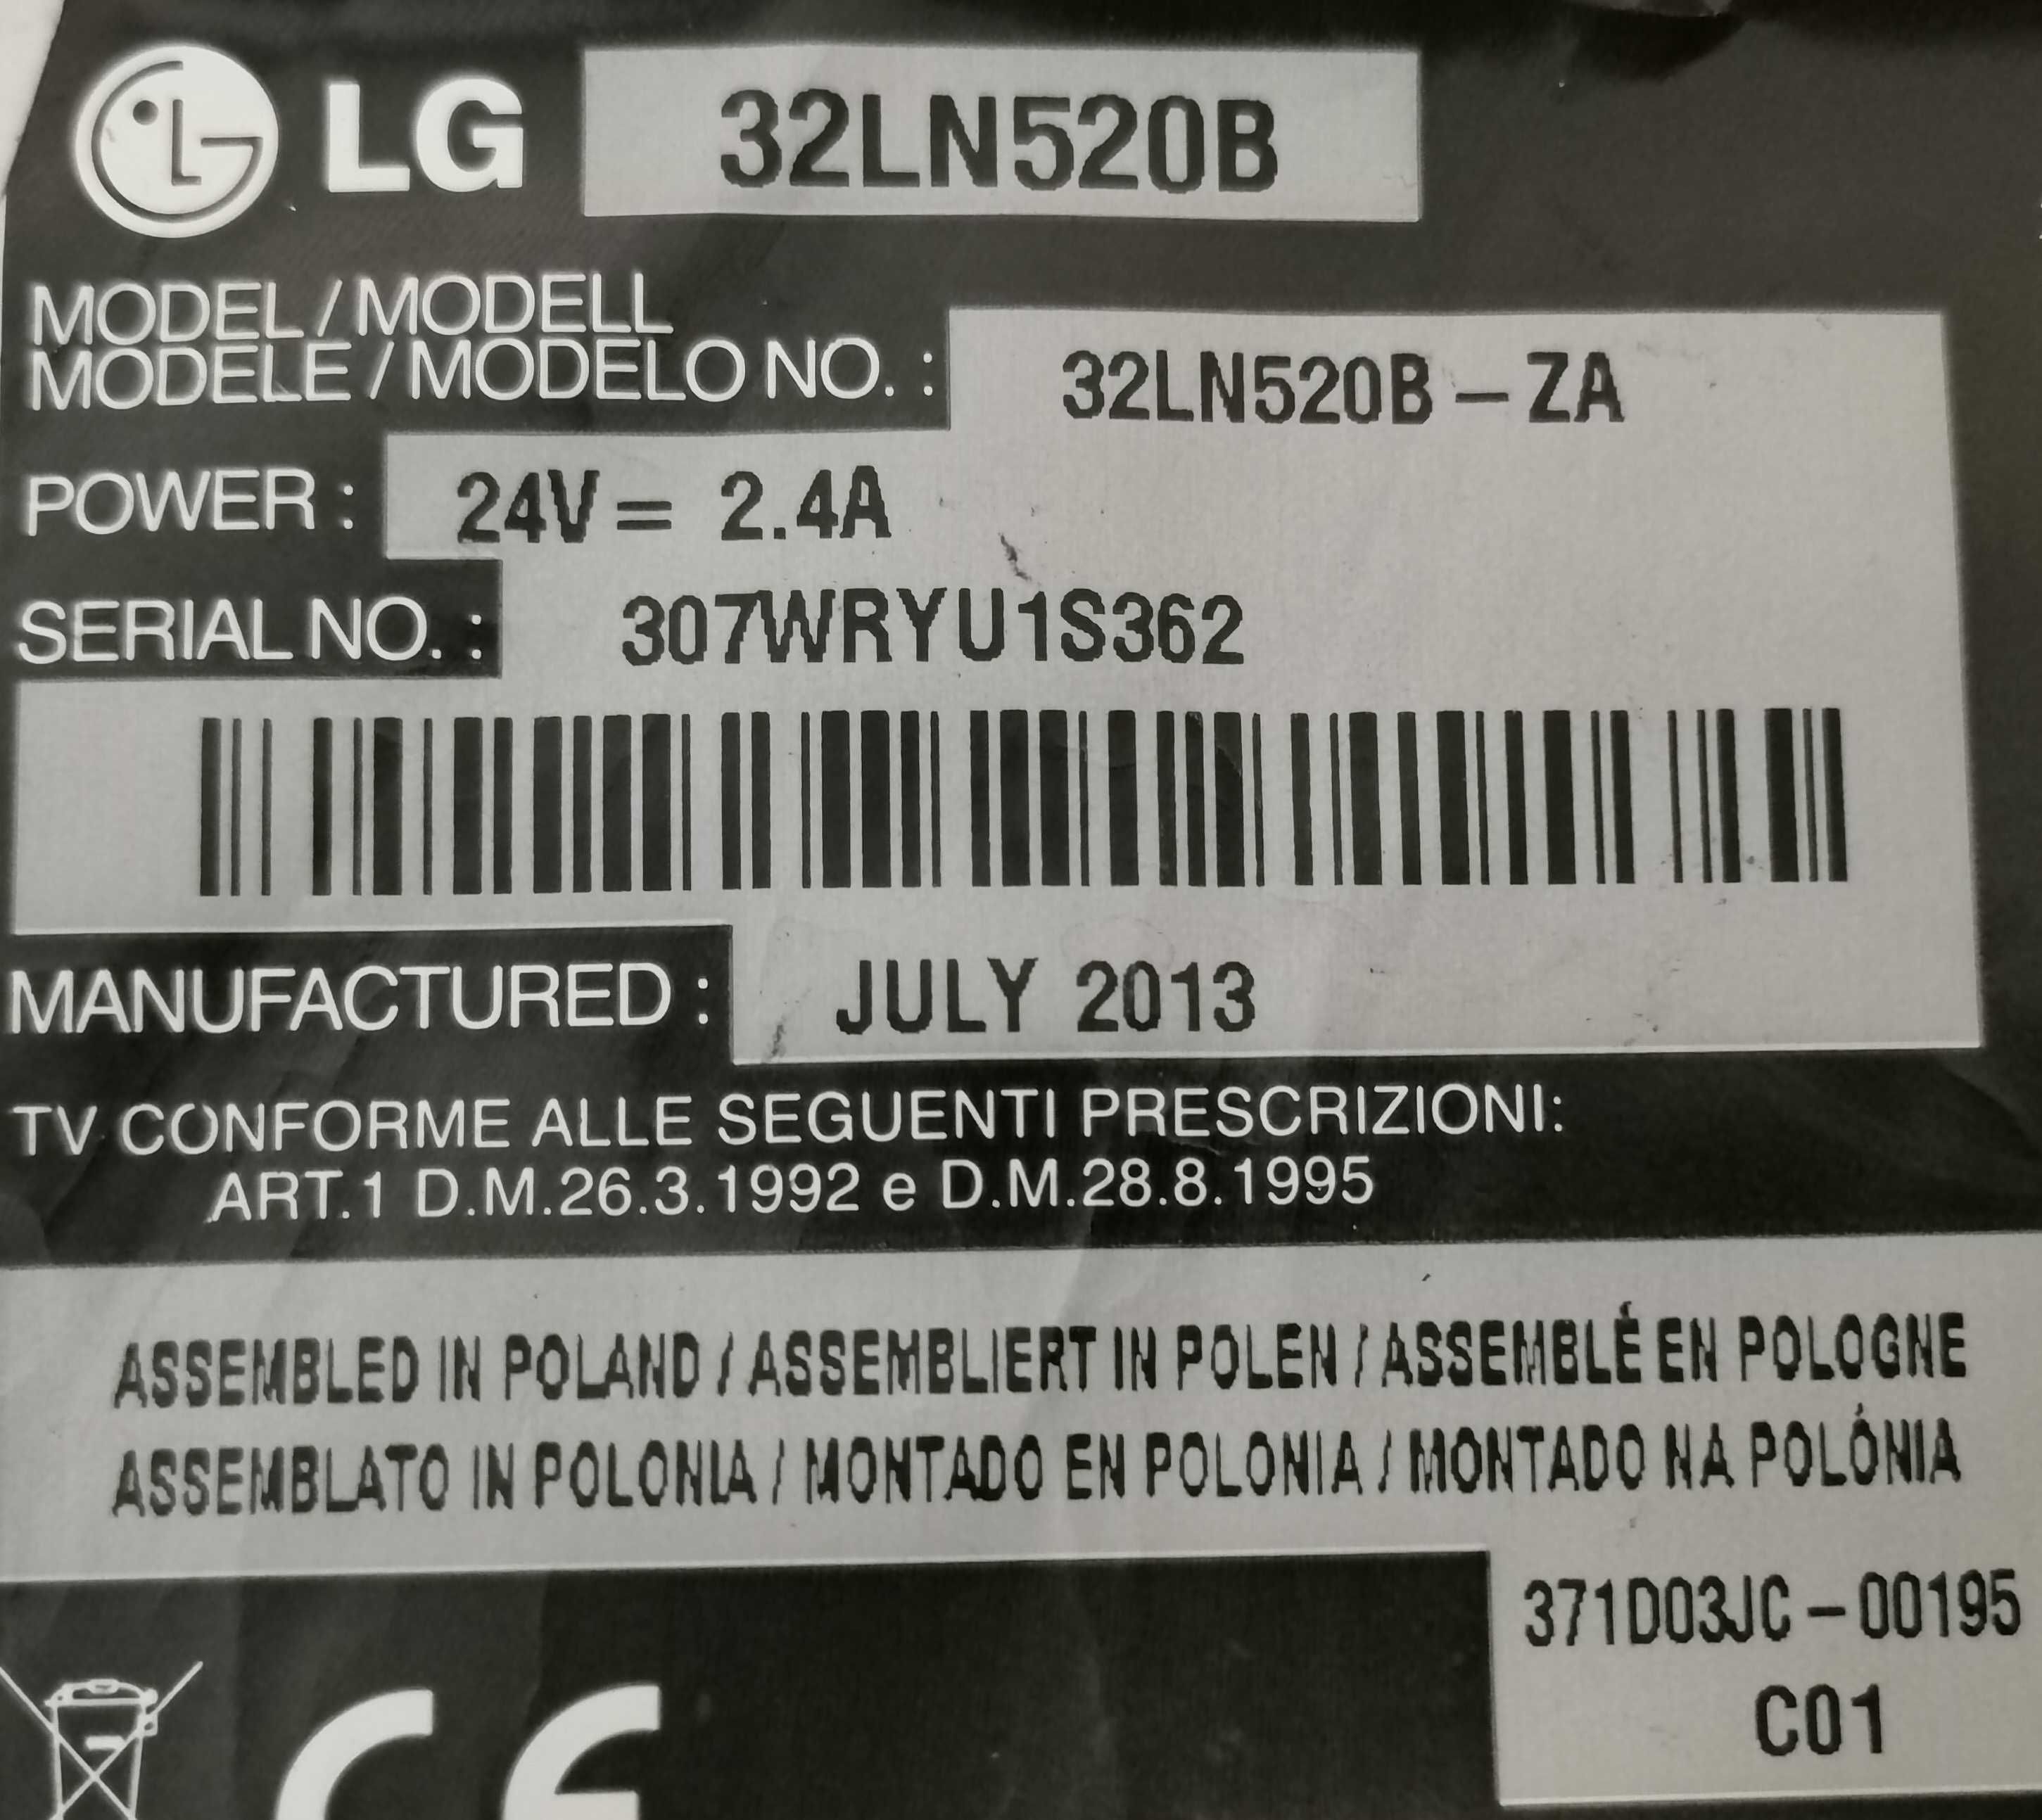 LG 32LN520B
MODEL/MODELL
MODÈLE/MODELO NO. : 32LN520B-ZA
POWER : 24V⎓ 2.4A
SERIAL NO. : 307WRYU1S362
MANUFACTURED : JULY 2013
TV CONFORME ALLE SEGUENTI PRESCRIZIONI:
ART.1 D.M.26.3.1992 e D.M.28.8.1995
ASSEMBLED IN POLAND / ASSEMBLIERT IN POLEN / ASSEMBLÉ EN POLOGNE
ASSEMBLATO IN POLONIA / MONTADO EN POLONIA / MONTADO NA POLÓNIA
371D03JC-00195
C01
CE